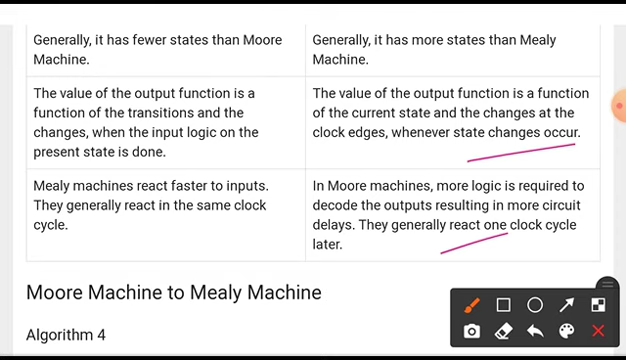 Generally, it has fewer states than Moore
Machine.
Generally, it has more states than Mealy
Machine.
The value of the output function is a
function of the transitions and the
changes, when the input logic on the
present state is done.
The value of the output function is a function
of the current state and the changes at the
clock edges, whenever state changes occur.
Mealy machines react faster to inputs.
They generally react in the same clock
cycle.
In Moore machines, more logic is required to
decode the outputs resulting in more circuit
delays. They generally react one clock cycle
later.
Moore Machine to Mealy Machine
Algorithm 4